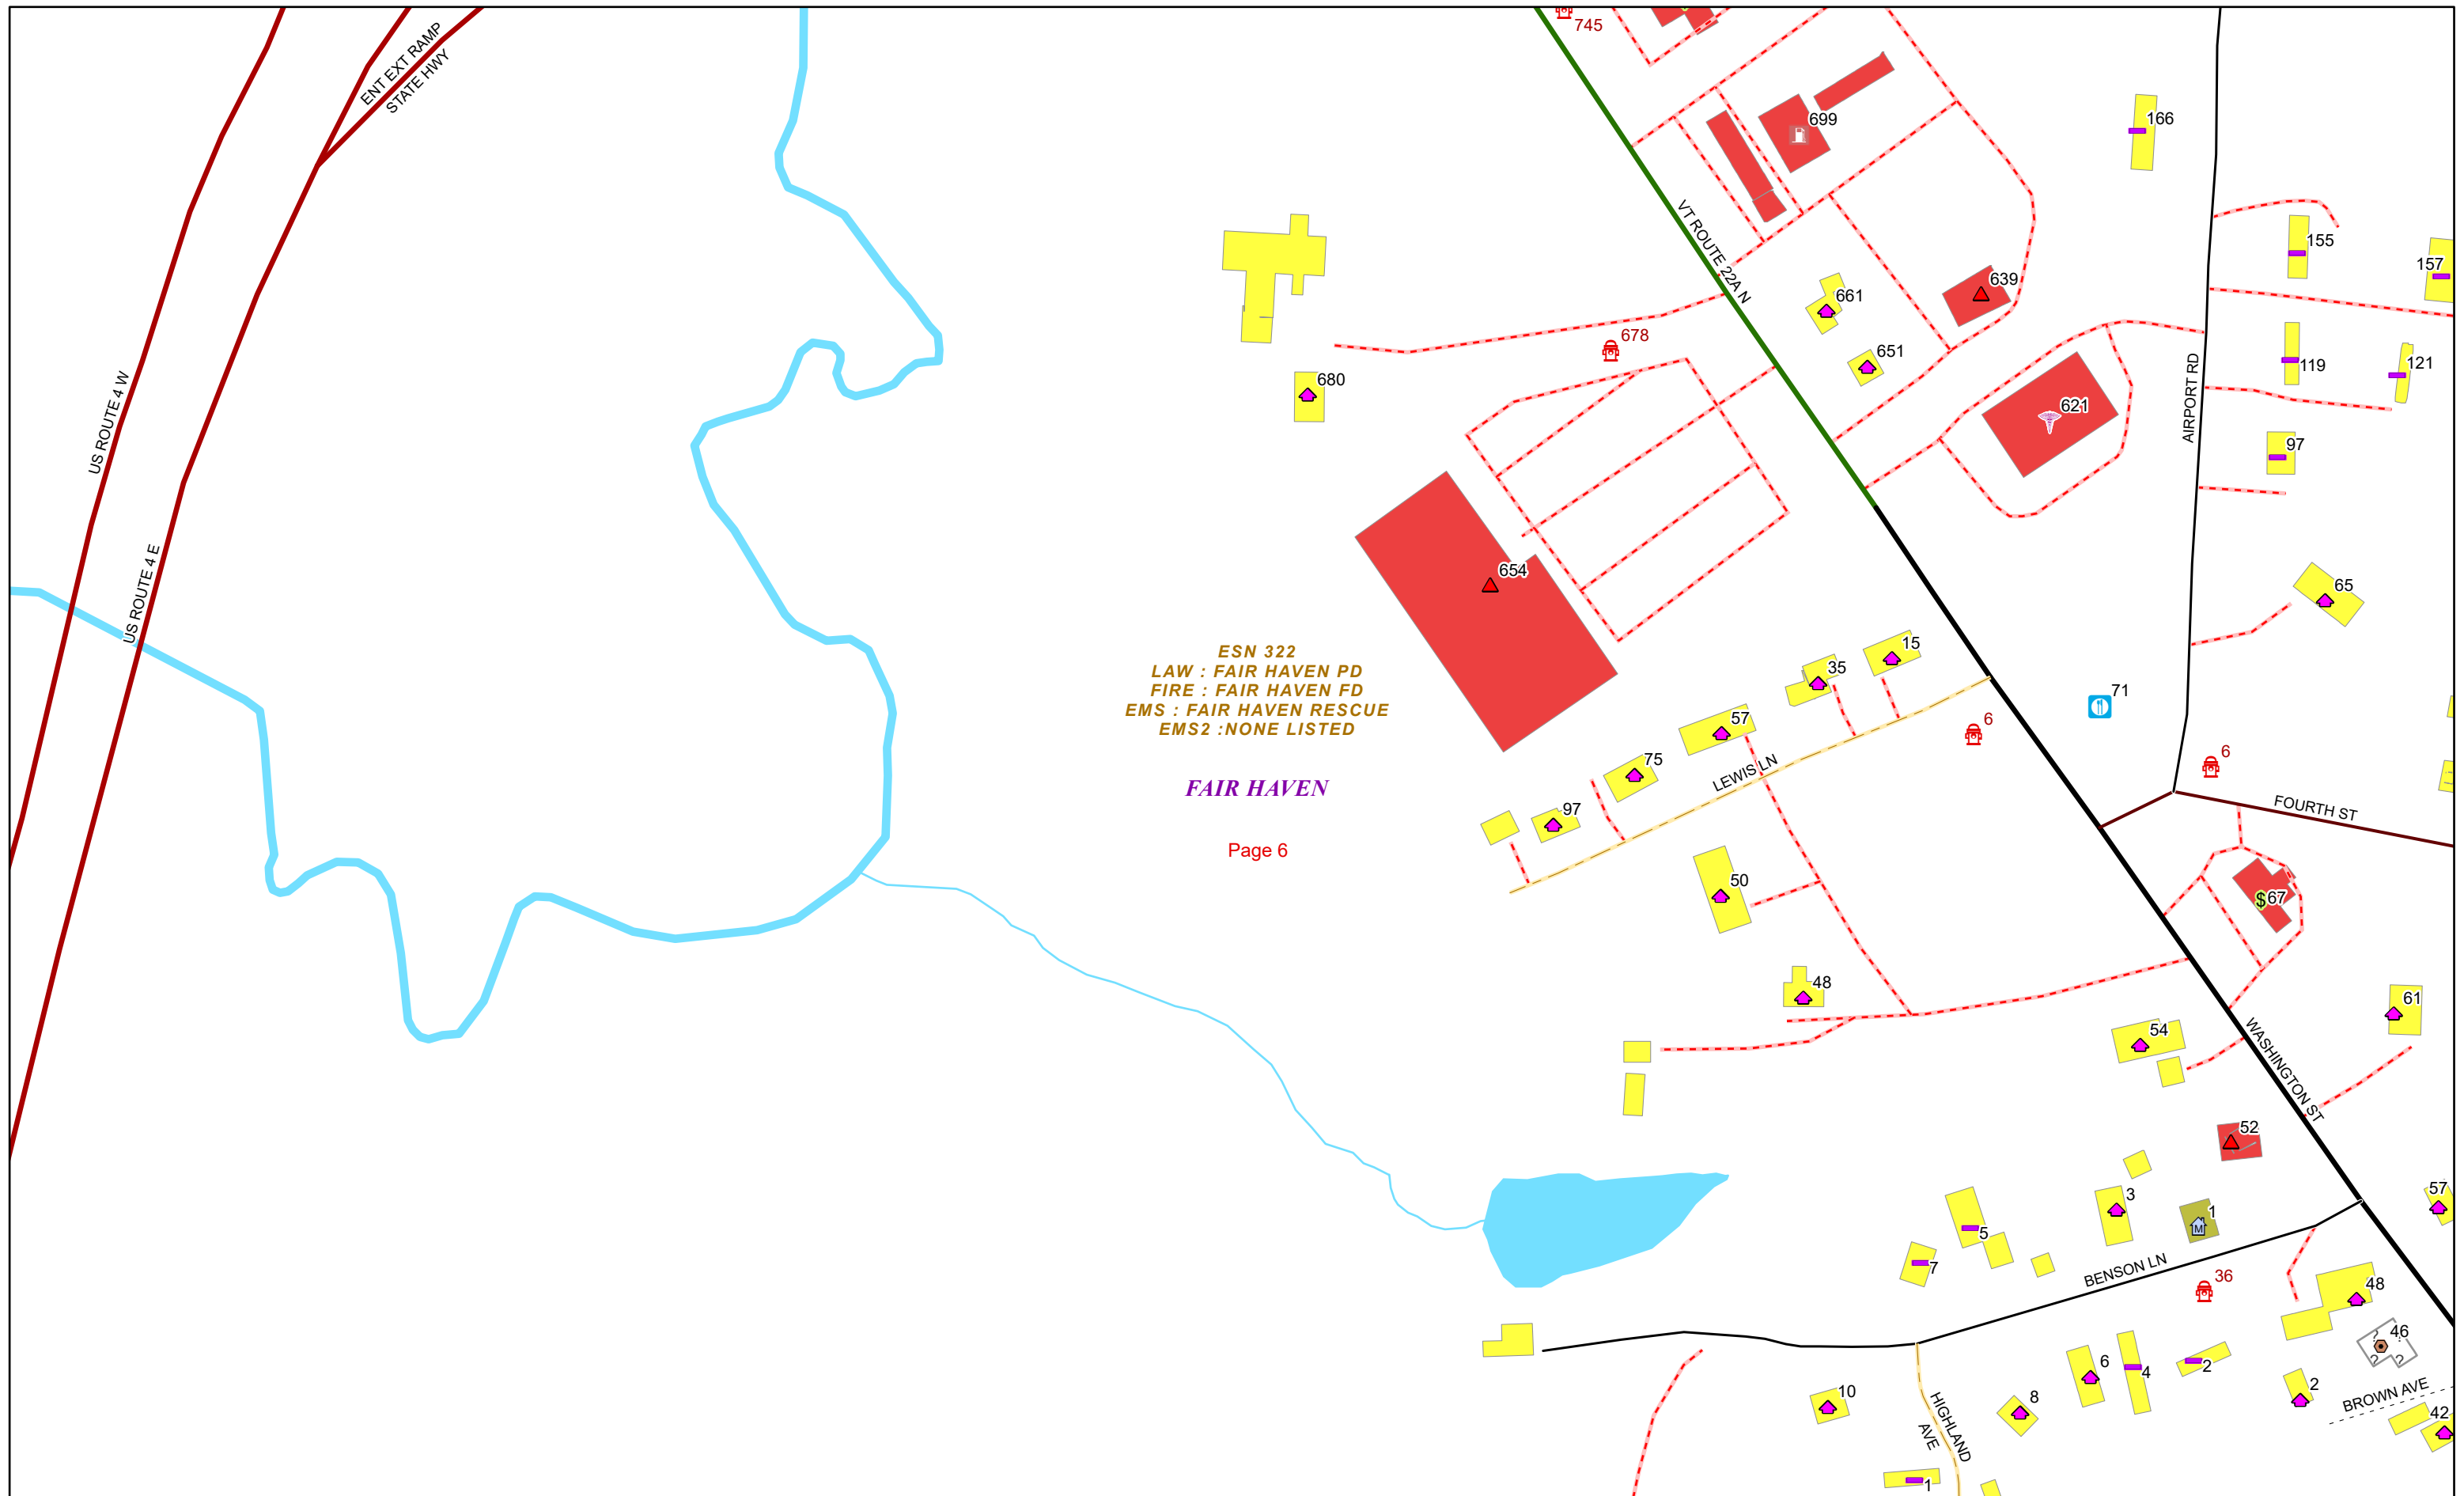 745
ENT EXT RAMP
STATE HWY
699
166
VT ROUTE 22A N
155
157
661
639
678
651
680
AIRPORT RD
119
121
621
US ROUTE 4 W
97
US ROUTE 4 E
654
65
ESN 322
LAW : FAIR HAVEN PD
FIRE : FAIR HAVEN FD
EMS : FAIR HAVEN RESCUE
EMS2 :NONE LISTED
35
15
71
57
6
75
LEWIS LN
6
FAIR HAVEN
97
FOURTH ST
Page 6
50
$
67
48
61
54
WASHINGTON ST
52
3
M
1
57
5
7
BENSON LN
36
48
46
?
?
?
?
6
4
2
2
BROWN AVE
10
8
42
HIGHLAND
AVE
1